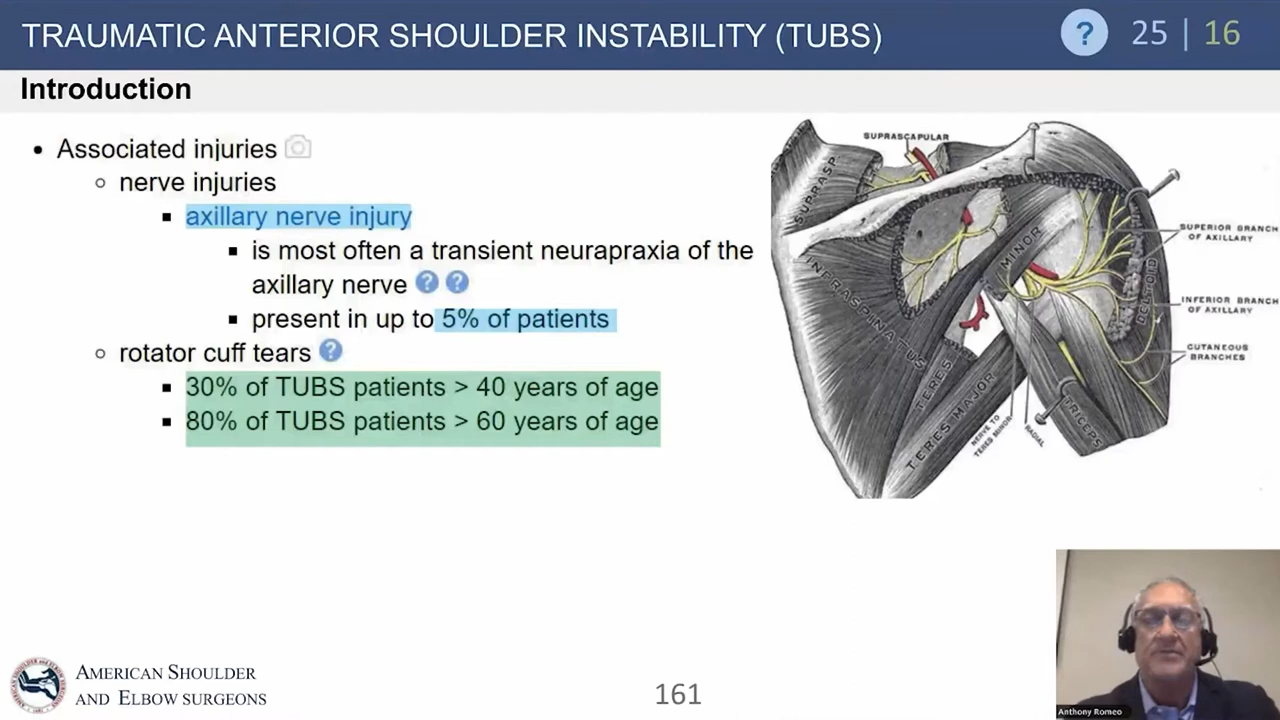 TRAUMATIC ANTERIOR SHOULDER INSTABILITY (TUBS)
? 25 | 16
Introduction
• Associated injuries
○ nerve injuries
▪ axillary nerve injury
▪ is most often a transient neurapraxia of the
axillary nerve ? ?
▪ present in up to 5% of patients
○ rotator cuff tears ?
▪ 30% of TUBS patients > 40 years of age
▪ 80% of TUBS patients > 60 years of age
SUPRASCAPULAR
SUPRASP
INFRASPINATUS
MINOR
TERES
TERES MAJOR
NERVE TO
TERES MINOR
RADIAL
TRICEPS
DELTOID
SUPERIOR BRANCH
OF AXILLARY
INFERIOR BRANCH
OF AXILLARY
CUTANEOUS
BRANCHES
AMERICAN SHOULDER
AND ELBOW SURGEONS
161
Anthony Romeo